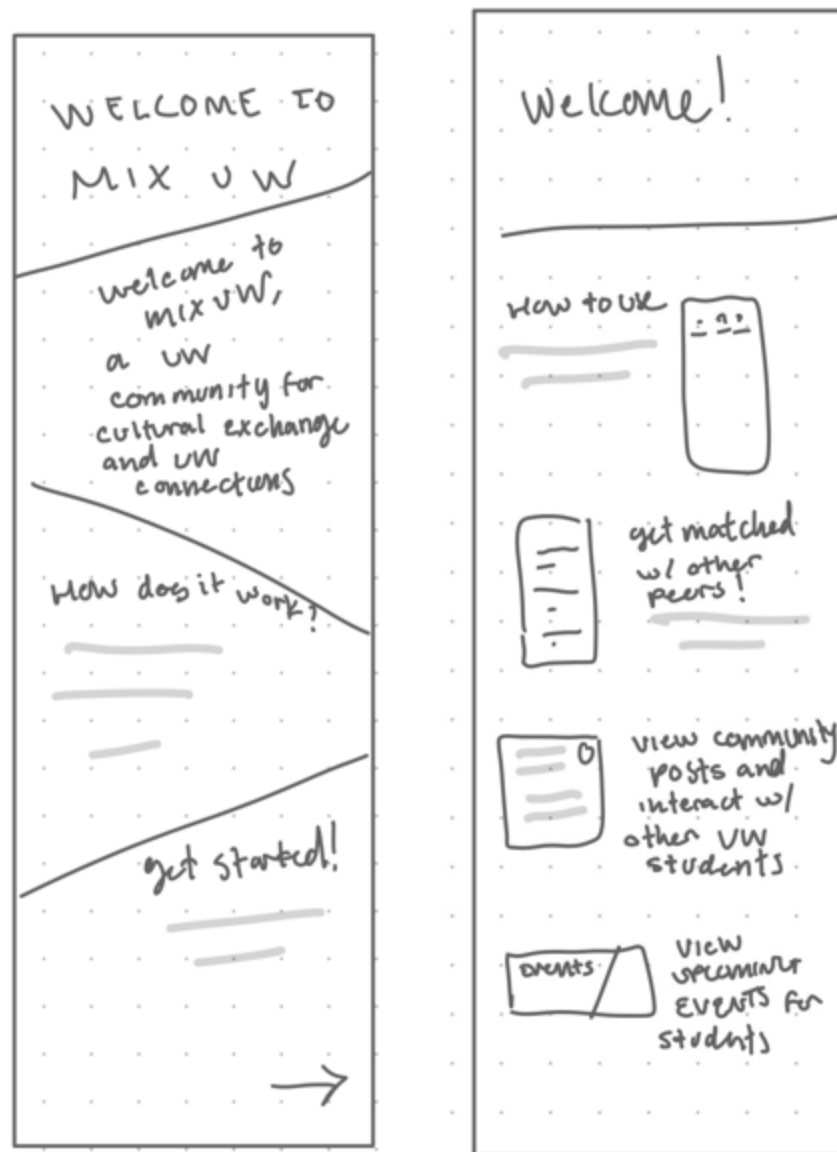 WELCOME TO
MIX UW
welcome to
mix UW,
a UW
community for
cultural exchange
and UW
connections
How does it work?
get started!
Welcome!
How to use
get matched
w/ other
peers!
view community
posts and
interact w/
other UW
students
events
VIEW
upcoming
EVENTS for
students